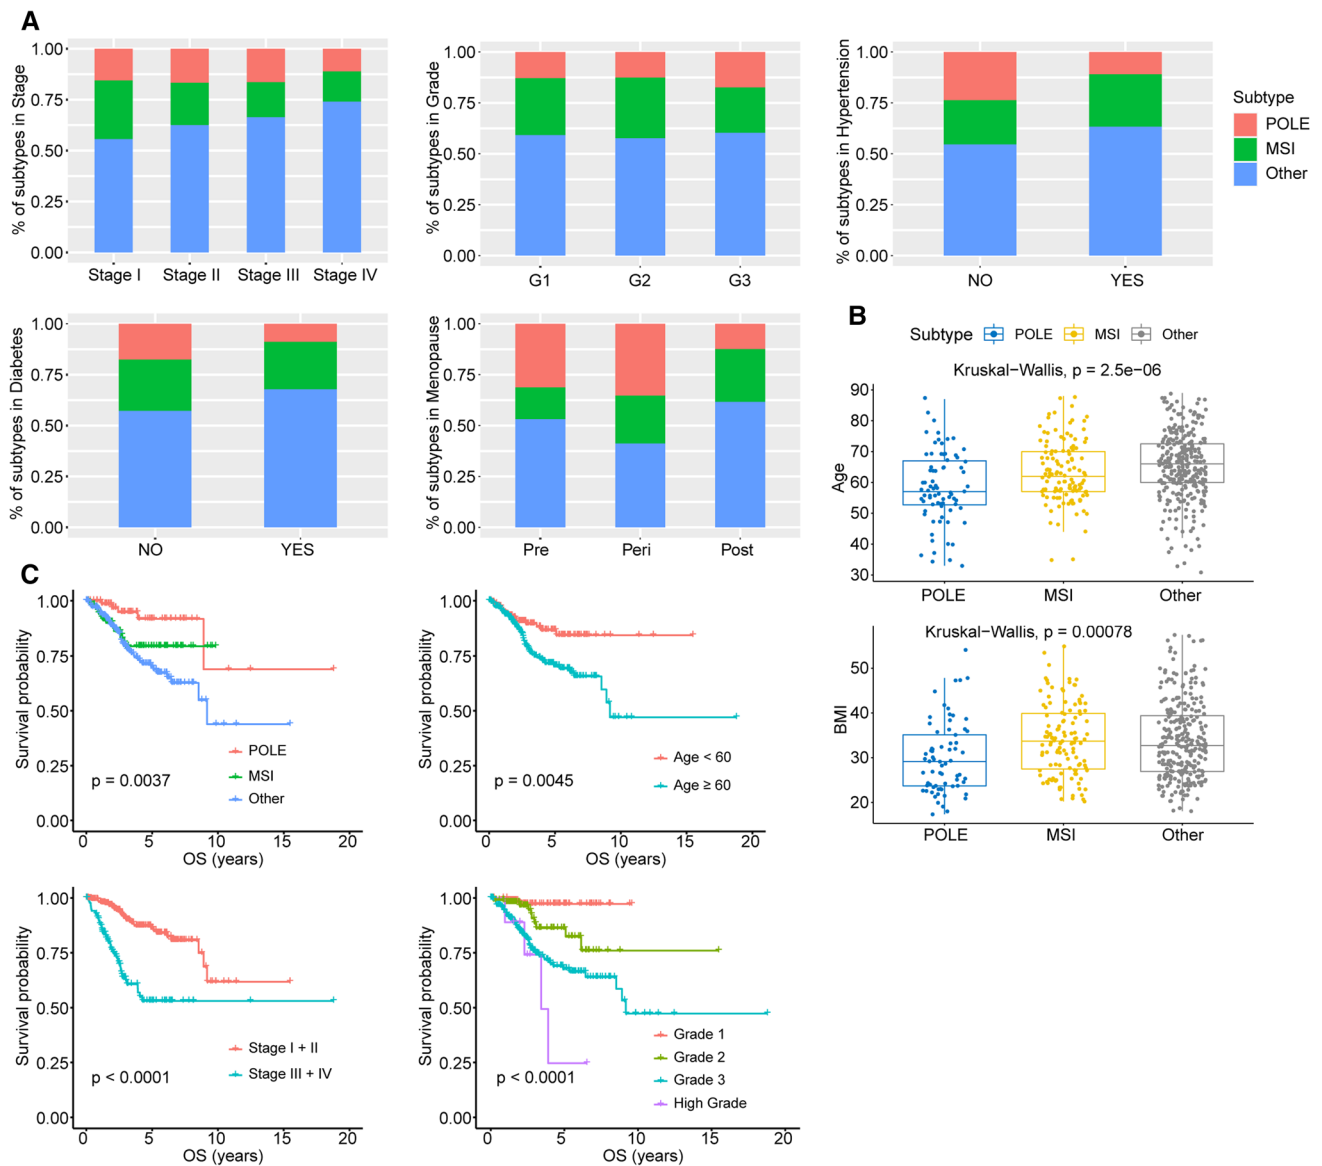 A
% of subtypes in Stage
1.00
0.75
0.50
0.25
0.00
Stage I Stage II Stage III Stage IV
% of subtypes in Grade
1.00
0.75
0.50
0.25
0.00
G1 G2 G3
% of subtypes in Hypertension
1.00
0.75
0.50
0.25
0.00
NO YES
Subtype
POLE
MSI
Other
% of subtypes in Diabetes
1.00
0.75
0.50
0.25
0.00
NO YES
% of subtypes in Menopause
1.00
0.75
0.50
0.25
0.00
Pre Peri Post
B
Subtype POLE MSI Other
Kruskal−Wallis, p = 2.5e−06
Age
90
80
70
60
50
40
30
POLE MSI Other
Kruskal−Wallis, p = 0.00078
BMI
50
40
30
20
POLE MSI Other
C
Survival probability
1.00
0.75
0.50
0.25
0.00
POLE
MSI
Other
p = 0.0037
0 5 10 15 20
OS (years)
Survival probability
1.00
0.75
0.50
0.25
0.00
Age < 60
Age ≥ 60
p = 0.0045
0 5 10 15 20
OS (years)
Survival probability
1.00
0.75
0.50
0.25
0.00
Stage I + II
Stage III + IV
p < 0.0001
0 5 10 15 20
OS (years)
Survival probability
1.00
0.75
0.50
0.25
0.00
Grade 1
Grade 2
Grade 3
High Grade
p < 0.0001
0 5 10 15 20
OS (years)